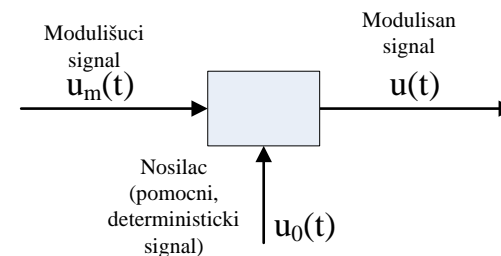 Modulišuci
signal
u_m(t)
Modulisan
signal
u(t)
Nosilac
(pomocni,
deterministicki
signal)
u_0(t)